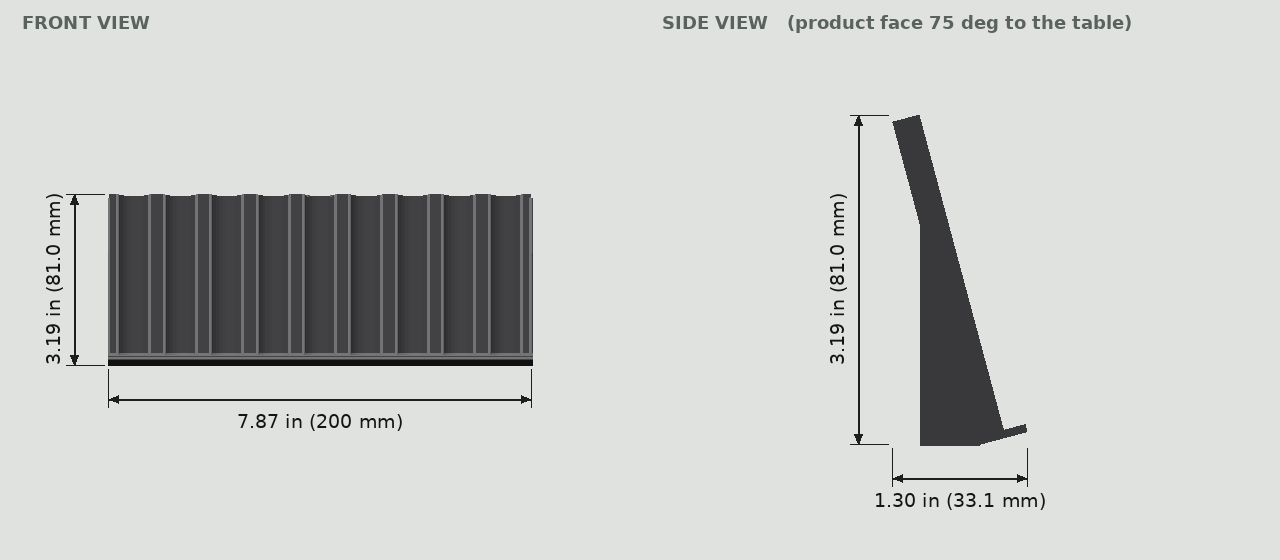 FRONT VIEW
SIDE VIEW (product face 75 deg to the table)
3.19 in (81.0 mm)
7.87 in (200 mm)
3.19 in (81.0 mm)
1.30 in (33.1 mm)